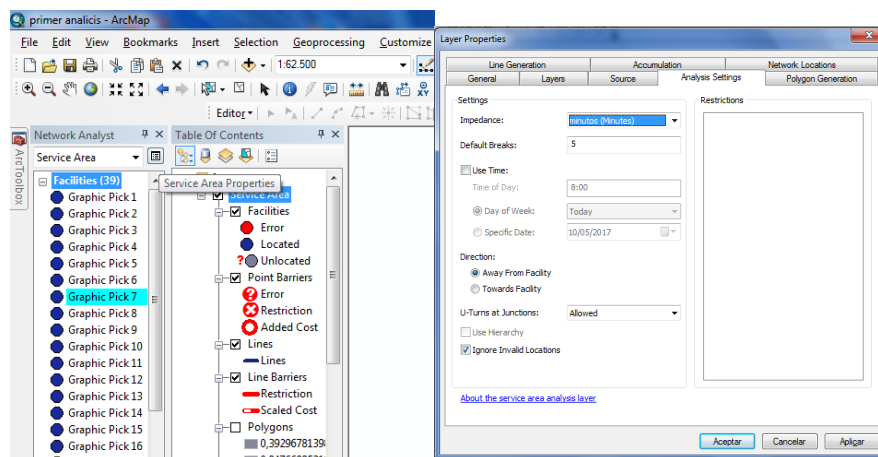 primer analicis - ArcMap
File Edit View Bookmarks Insert Selection Geoprocessing Customize
1:62.500
Editor
Network Analyst
Service Area
ArcToolbox
Facilities (39)
Graphic Pick 1
Graphic Pick 2
Graphic Pick 3
Graphic Pick 4
Graphic Pick 5
Graphic Pick 6
Graphic Pick 7
Graphic Pick 8
Graphic Pick 9
Graphic Pick 10
Graphic Pick 11
Graphic Pick 12
Graphic Pick 13
Graphic Pick 14
Graphic Pick 15
Graphic Pick 16
Table Of Contents
Service Area Properties
Service Area
Facilities
Error
Located
Unlocated
Point Barriers
Error
Restriction
Added Cost
Lines
Lines
Line Barriers
Restriction
Scaled Cost
Polygons
0,392967813
Layer Properties
Line Generation Accumulation Network Locations
General Layers Source Analysis Settings Polygon Generation
Settings
Impedance: minutos (Minutes)
Default Breaks: 5
Use Time:
Time of Day: 8:00
Day of Week: Today
Specific Date: 10/05/2017
Direction:
Away From Facility
Towards Facility
U-Turns at Junctions: Allowed
Use Hierarchy
Ignore Invalid Locations
Restrictions
About the service area analysis layer
Aceptar Cancelar Aplicar